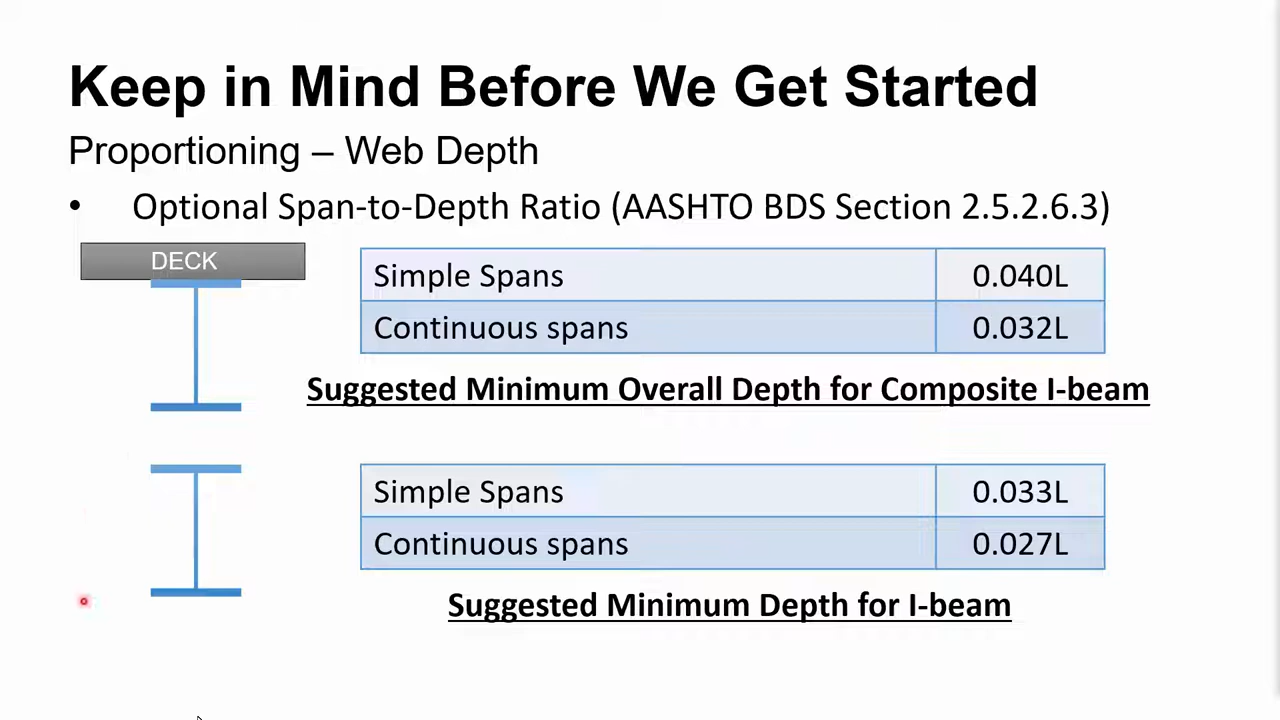 Keep in Mind Before We Get Started
Proportioning – Web Depth
• Optional Span-to-Depth Ratio (AASHTO BDS Section 2.5.2.6.3)
DECK
Simple Spans 0.040L
Continuous spans 0.032L
Suggested Minimum Overall Depth for Composite I-beam
Simple Spans 0.033L
Continuous spans 0.027L
Suggested Minimum Depth for I-beam